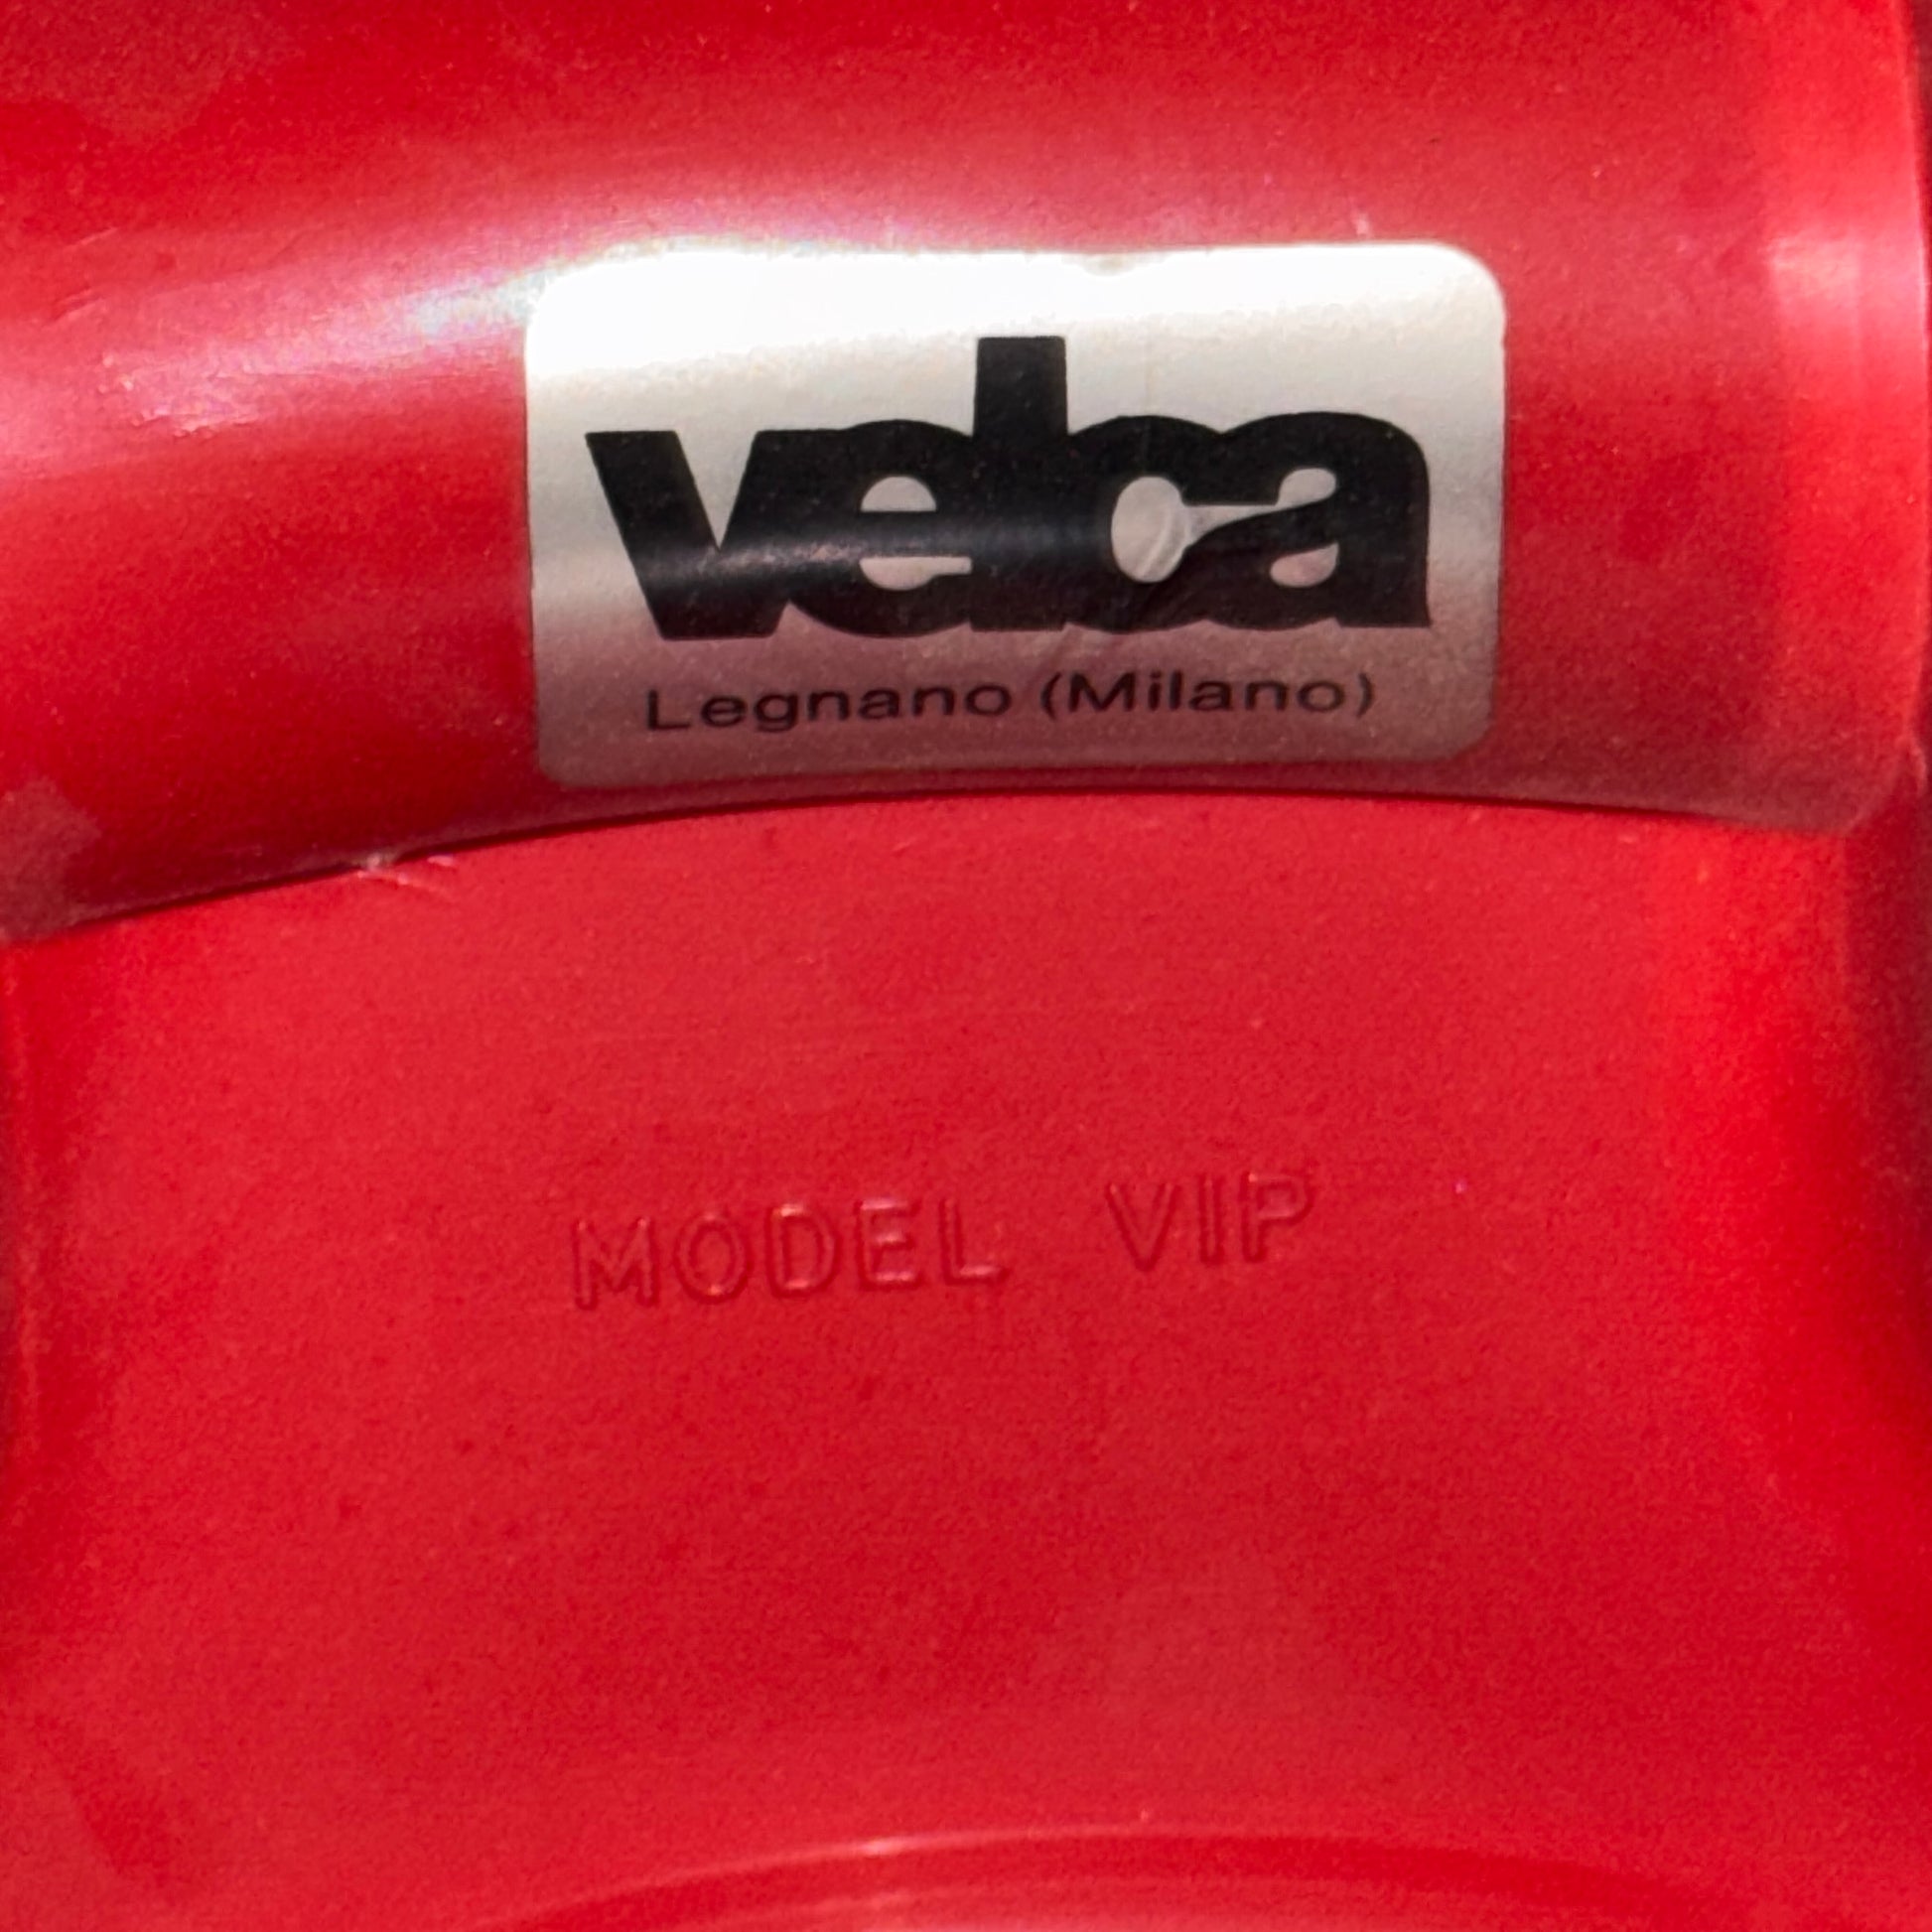 velca
Legnano (Milano)
MODEL VIP